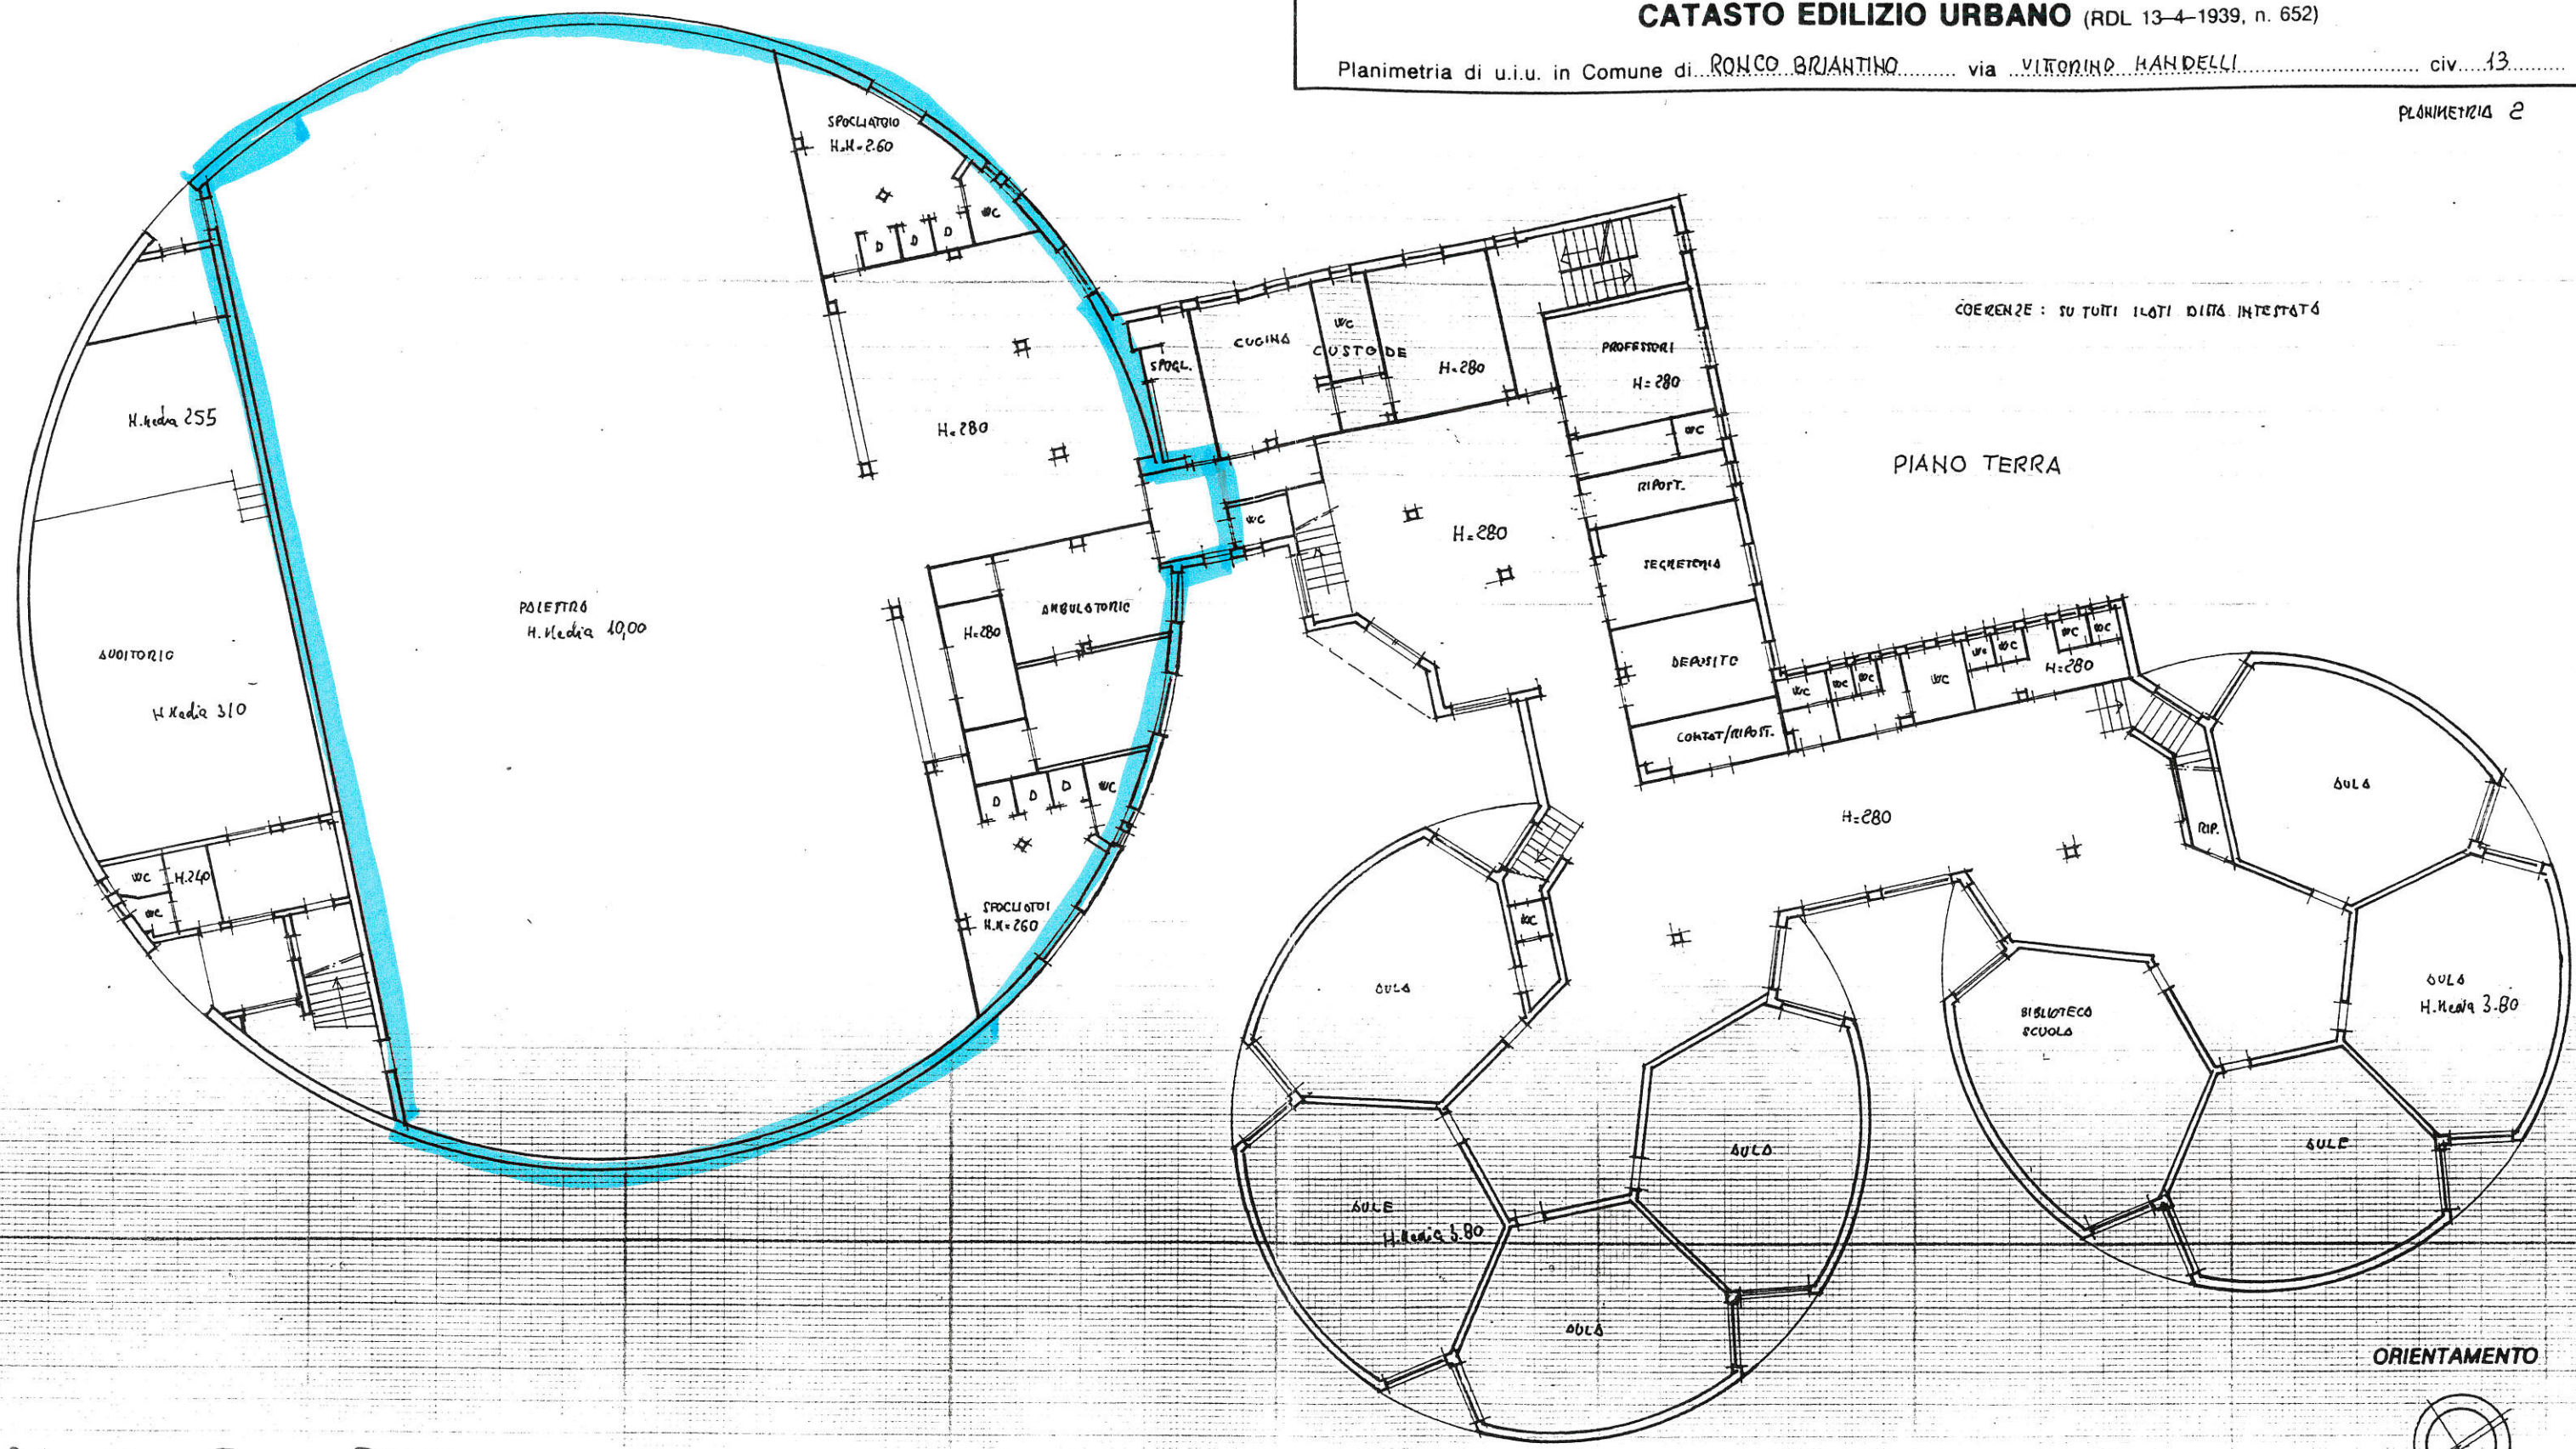 CATASTO EDILIZIO URBANO (RDL 13-4-1939, n. 652)
Planimetria di u.i.u. in Comune di RONCO BRIANTINO via VITTORINO MANDELLI civ. 13
PLANIMETRIA 2
SPOGLIATOIO
H.M=2.60
D
D
D
WC
COERENZE : SU TUTTI I LATI DITTA INTESTATA
CUCINA
WC
CUSTODE
H=280
SPOGL.
PROFESSORI
H=280
WC
H.Media 255
H=280
PIANO TERRA
RIPOST.
WC
H=280
SEGRETERIA
PALESTRA
H.Media 10,00
AMBULATORIO
H=280
AUDITORIO
H Media 310
DEPOSITO
WC
WC
WC
WC
WC
WC
WC
WC
H=280
CONTAT/RIPOST.
AULA
D
D
D
WC
H=280
RIP.
WC
H.240
WC
SPOGLIATOI
H.M=260
WC
AULA
AULA
H.Media 3.80
BIBLIOTECA
SCUOLA
AULA
AULE
AULE
H.Media 3.80
AULA
ORIENTAMENTO